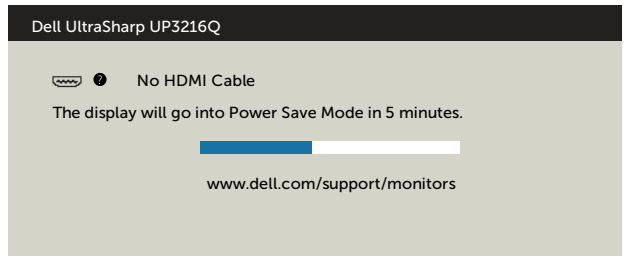 Dell UltraSharp UP3216Q
? No HDMI Cable
The display will go into Power Save Mode in 5 minutes.
www.dell.com/support/monitors